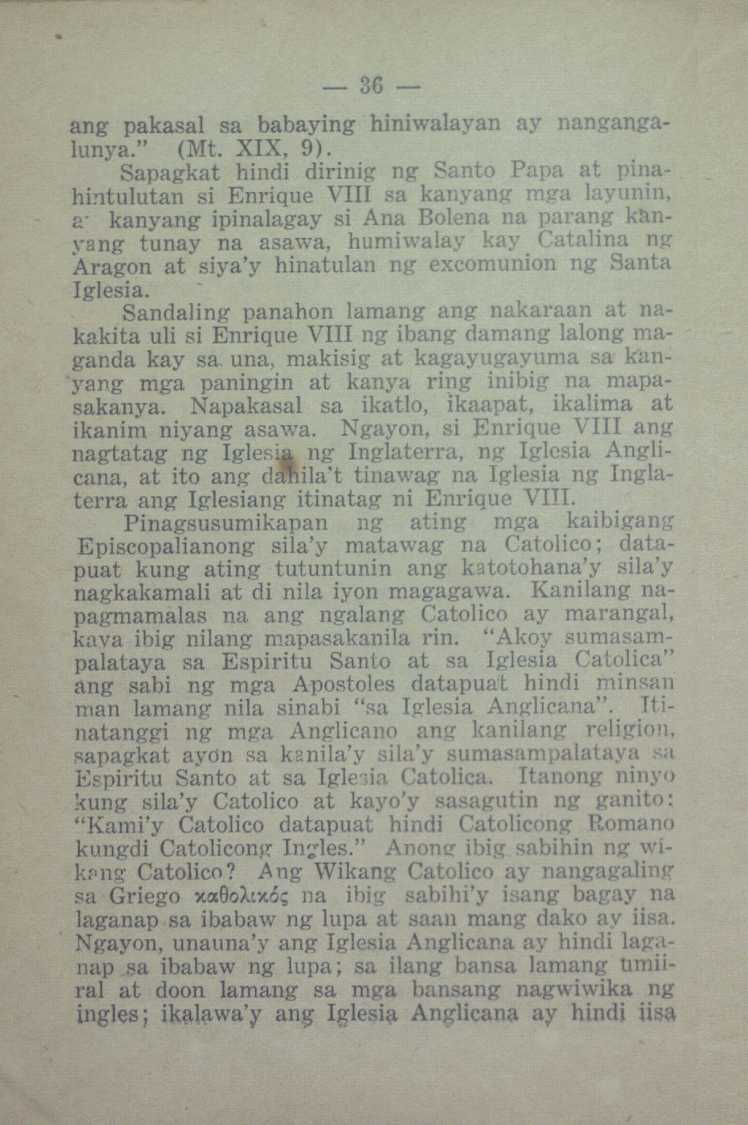 — 36 —
ang pakasal sa babaying hiniwalayan ay nanganga-
lunya.” (Mt. XIX, 9).
Sapagkat hindi dirinig ng Santo Papa at pina-
hintulutan si Enrique VIII sa kanyang mga layunin,
kanyang ipinalagay si Ana Bolena na parang kan-
yang tunay na asawa, humiwalay kay Catalina ng
Aragon at siya’y hinatulan ng excomunion ng Santa
Iglesia.
Sandaling panahon lamang ang nakaraan at na-
kakita uli si Enrique VIII ng ibang damang lalong ma-
ganda kay sa una, makisig at kagayugayuma sa kan-
yang mga paningin at kanya ring inibig na mapa-
sakanya. Napakasal sa ikatlo, ikaapat, ikalima at
ikanim niyang asawa. Ngayon, si Enrique VIII ang
nagtatag ng Iglesia ng Inglaterra, ng Iglesia Angli-
cana, at ito ang dahila’t tinawag na Iglesia ng Ingla-
terra ang Iglesiang itinatag ni Enrique VIII.
Pinagsusumikapan ng ating mga kaibigang
Episcopalianong sila’y matawag na Catolico; data-
puat kung ating tutuntunin ang katotohana’y sila’y
nagkakamali at di nila iyon magagawa. Kanilang na-
pagmamalas na ang ngalang Catolico ay marangal,
kaya ibig nilang mapasakanila rin. “Akoy sumasam-
palataya sa Espiritu Santo at sa Iglesia Catolica”
ang sabi ng mga Apostoles datapuat hindi minsan
man lamang nila sinabi “sa Iglesia Anglicana”. Iti-
natanggi ng mga Anglicano ang kanilang religion,
sapagkat ayon sa kanila’y sila’y sumasampalataya sa
Espiritu Santo at sa Iglesia Catolica. Itanong ninyo
kung sila’y Catolico at kayo’y sasagutin ng ganito:
“Kami’y Catolico datapuat hindi Catolicong Romano
kungdi Catolicong Ingles.” Anong ibig sabihin ng wi-
kang Catolico? Ang Wikang Catolico ay nangagaling
sa Griego καθολικός na ibig sabihi’y isang bagay na
laganap sa ibabaw ng lupa at saan mang dako ay iisa.
Ngayon, unauna’y ang Iglesia Anglicana ay hindi laga-
nap sa ibabaw ng lupa; sa ilang bansa lamang umii-
ral at doon lamang sa mga bansang nagwiwika ng
ingles; ikalawa’y ang Iglesia Anglicana ay hindi iisa